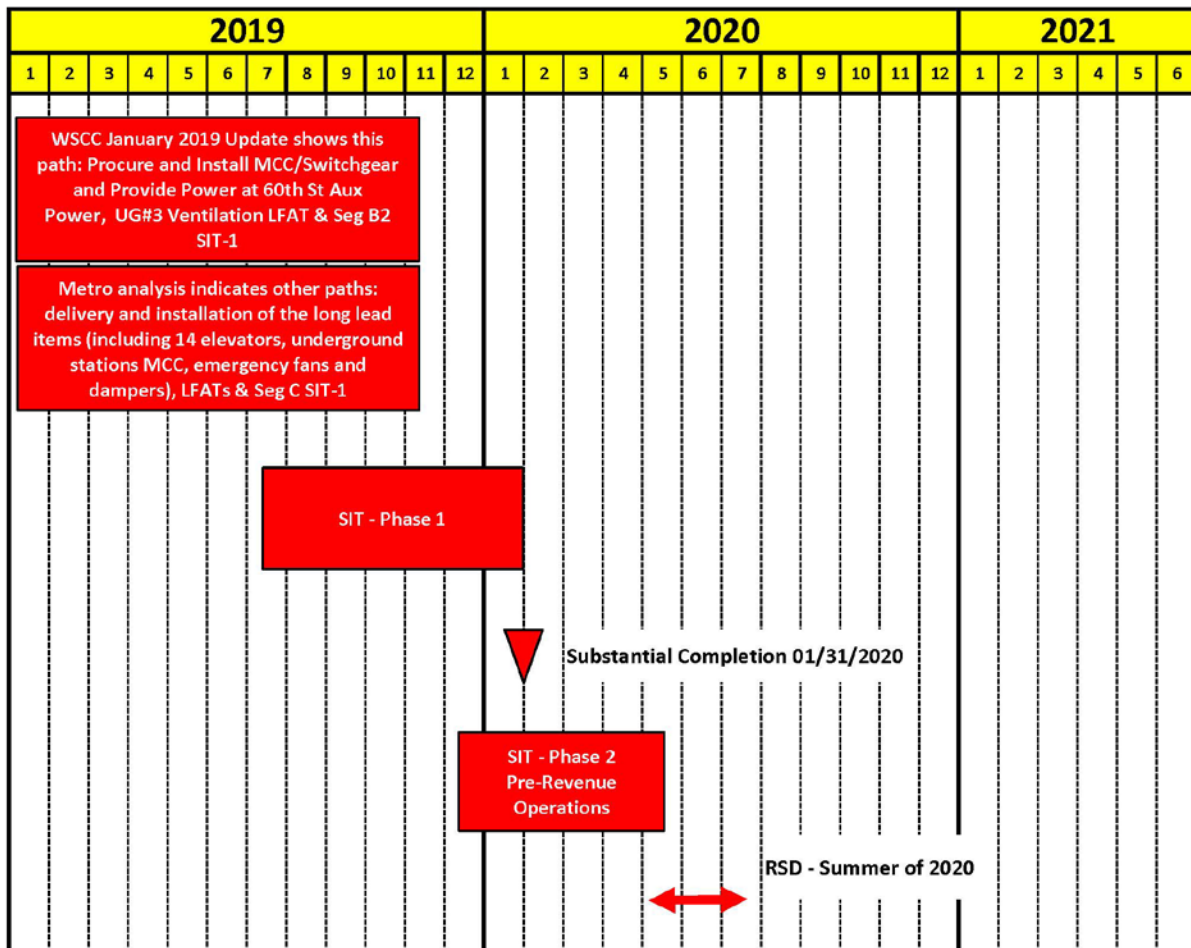 2019 2020 2021
1 2 3 4 5 6 7 8 9 10 11 12 1 2 3 4 5 6 7 8 9 10 11 12 1 2 3 4 5 6
WSCC January 2019 Update shows this
path: Procure and Install MCC/Switchgear
and Provide Power at 60th St Aux
Power, UG#3 Ventilation LFAT & Seg B2
SIT-1
Metro analysis indicates other paths:
delivery and installation of the long lead
items (including 14 elevators, underground
stations MCC, emergency fans and
dampers), LFATs & Seg C SIT-1
SIT - Phase 1
Substantial Completion 01/31/2020
SIT - Phase 2
Pre-Revenue
Operations
RSD - Summer of 2020